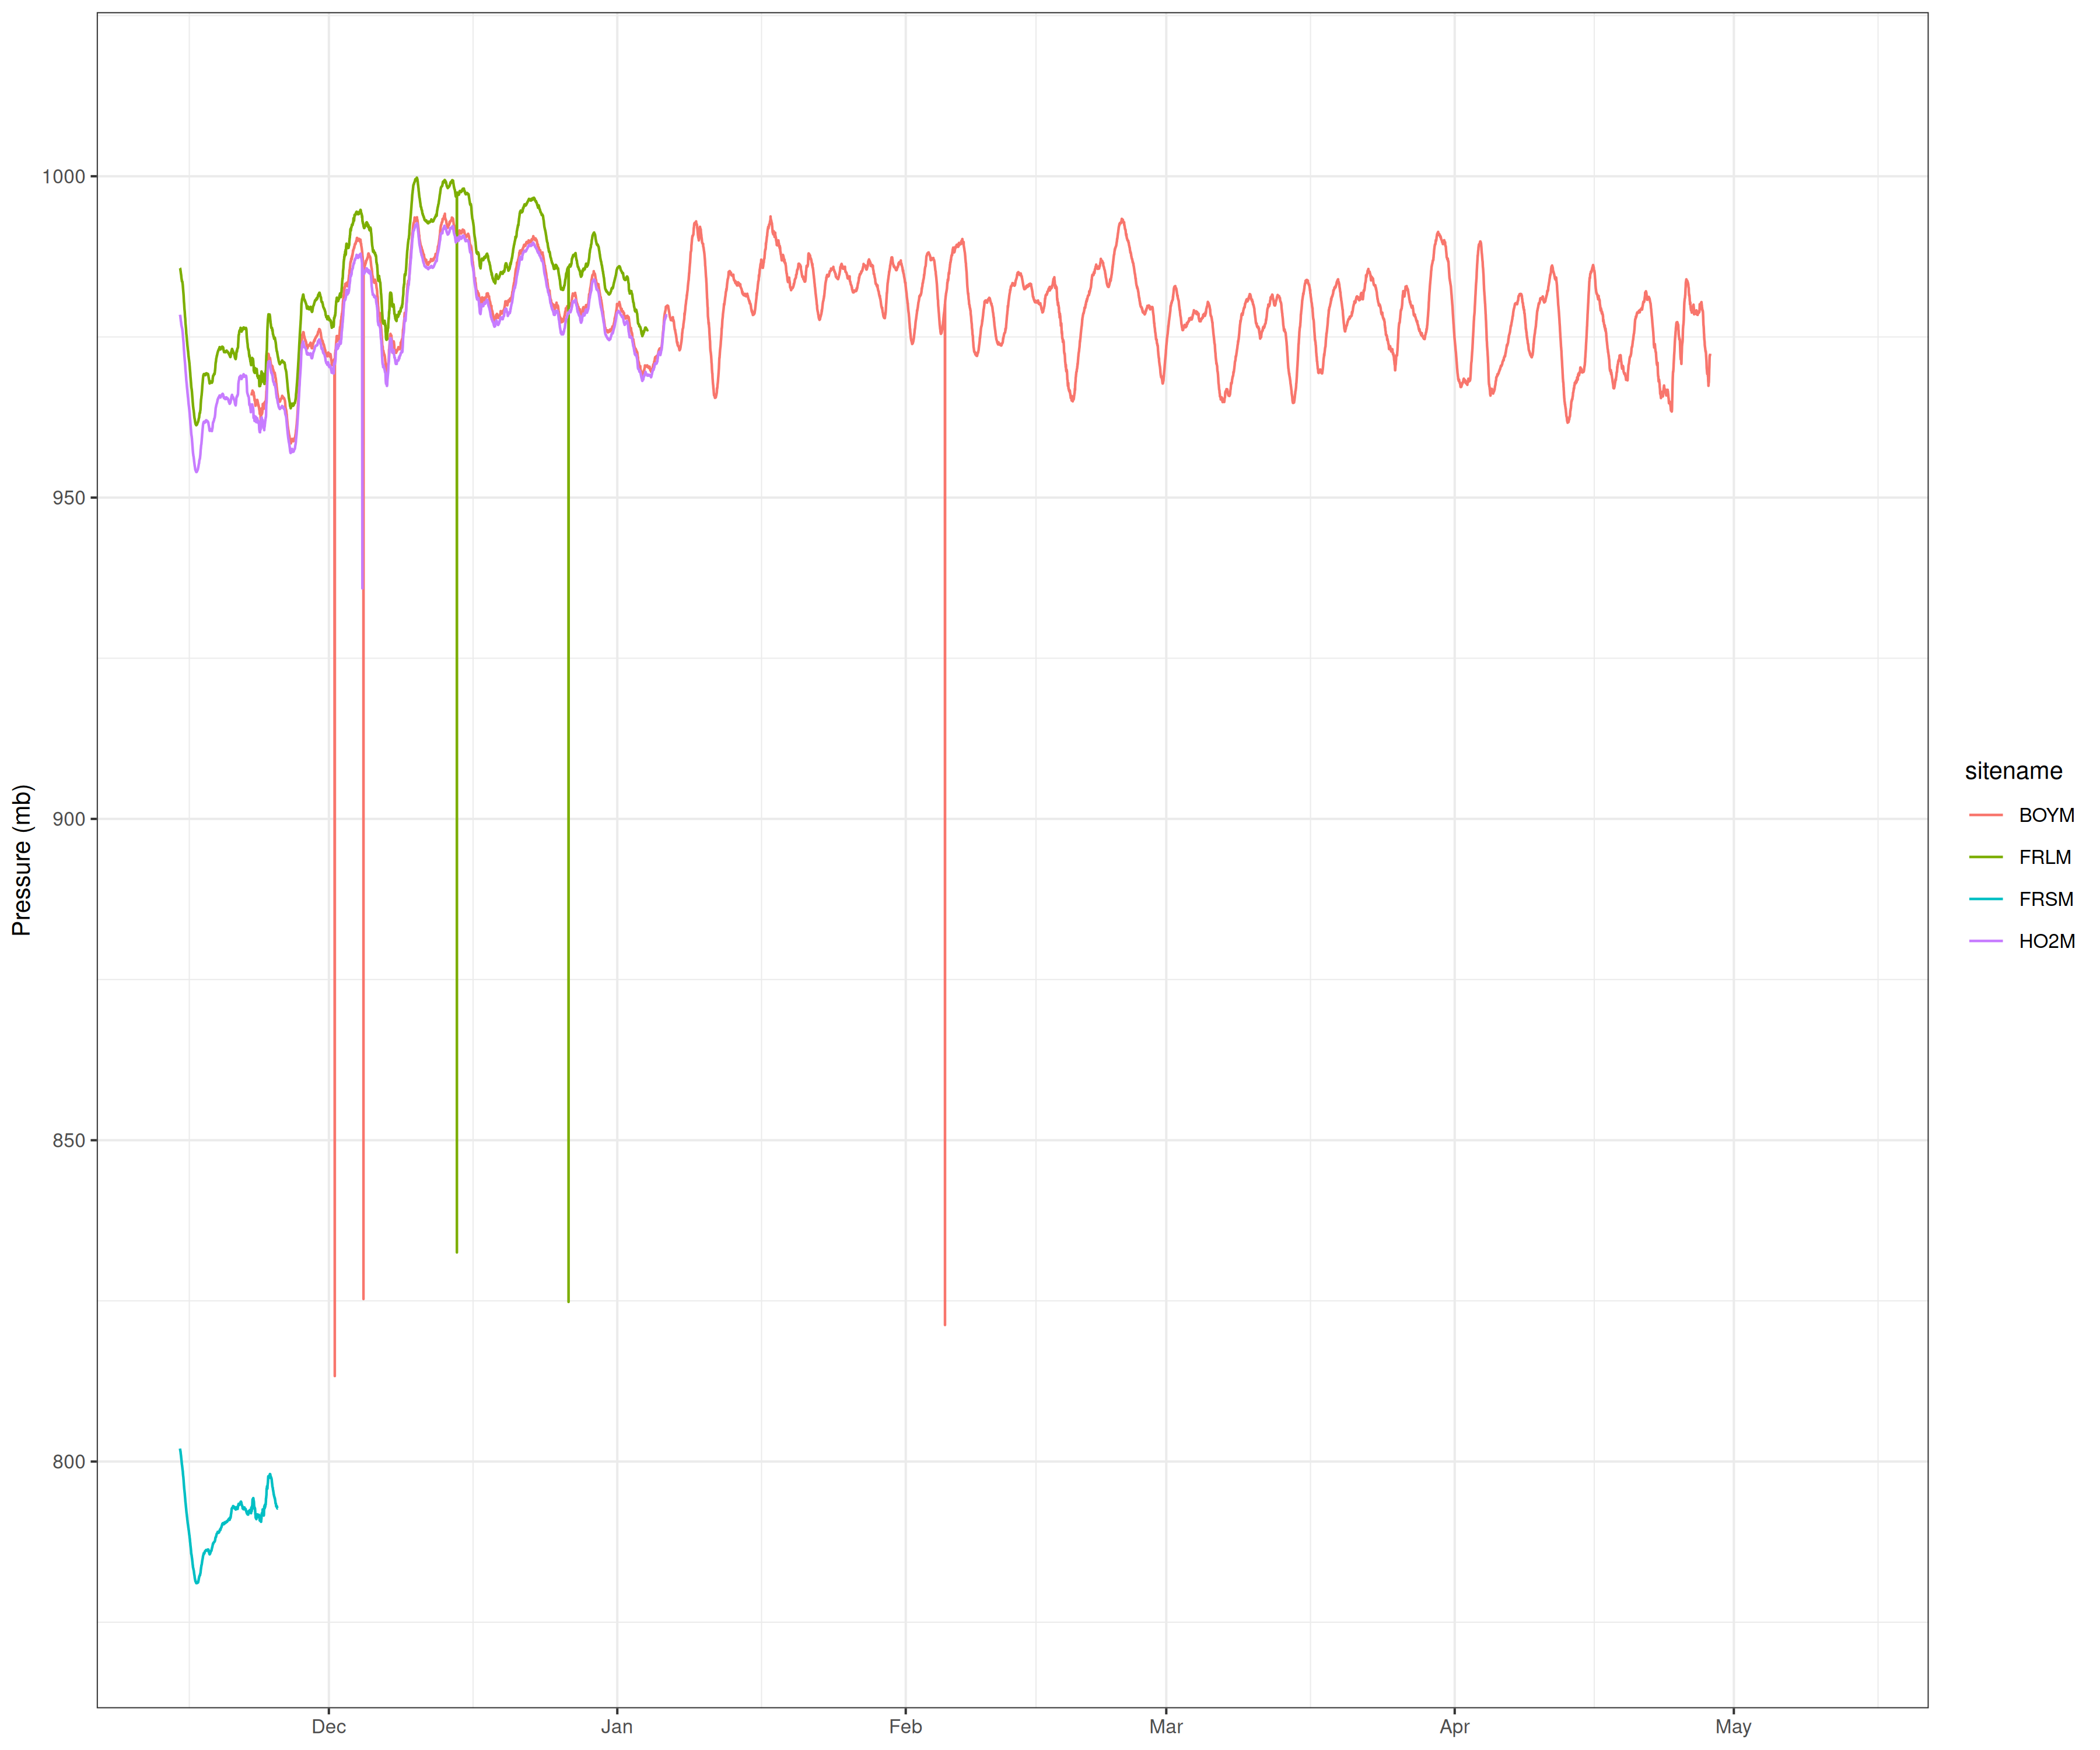 1000
950
900
850
800
Pressure (mb)
Dec Jan Feb Mar Apr May
sitename
BOYM
FRLM
FRSM
HO2M